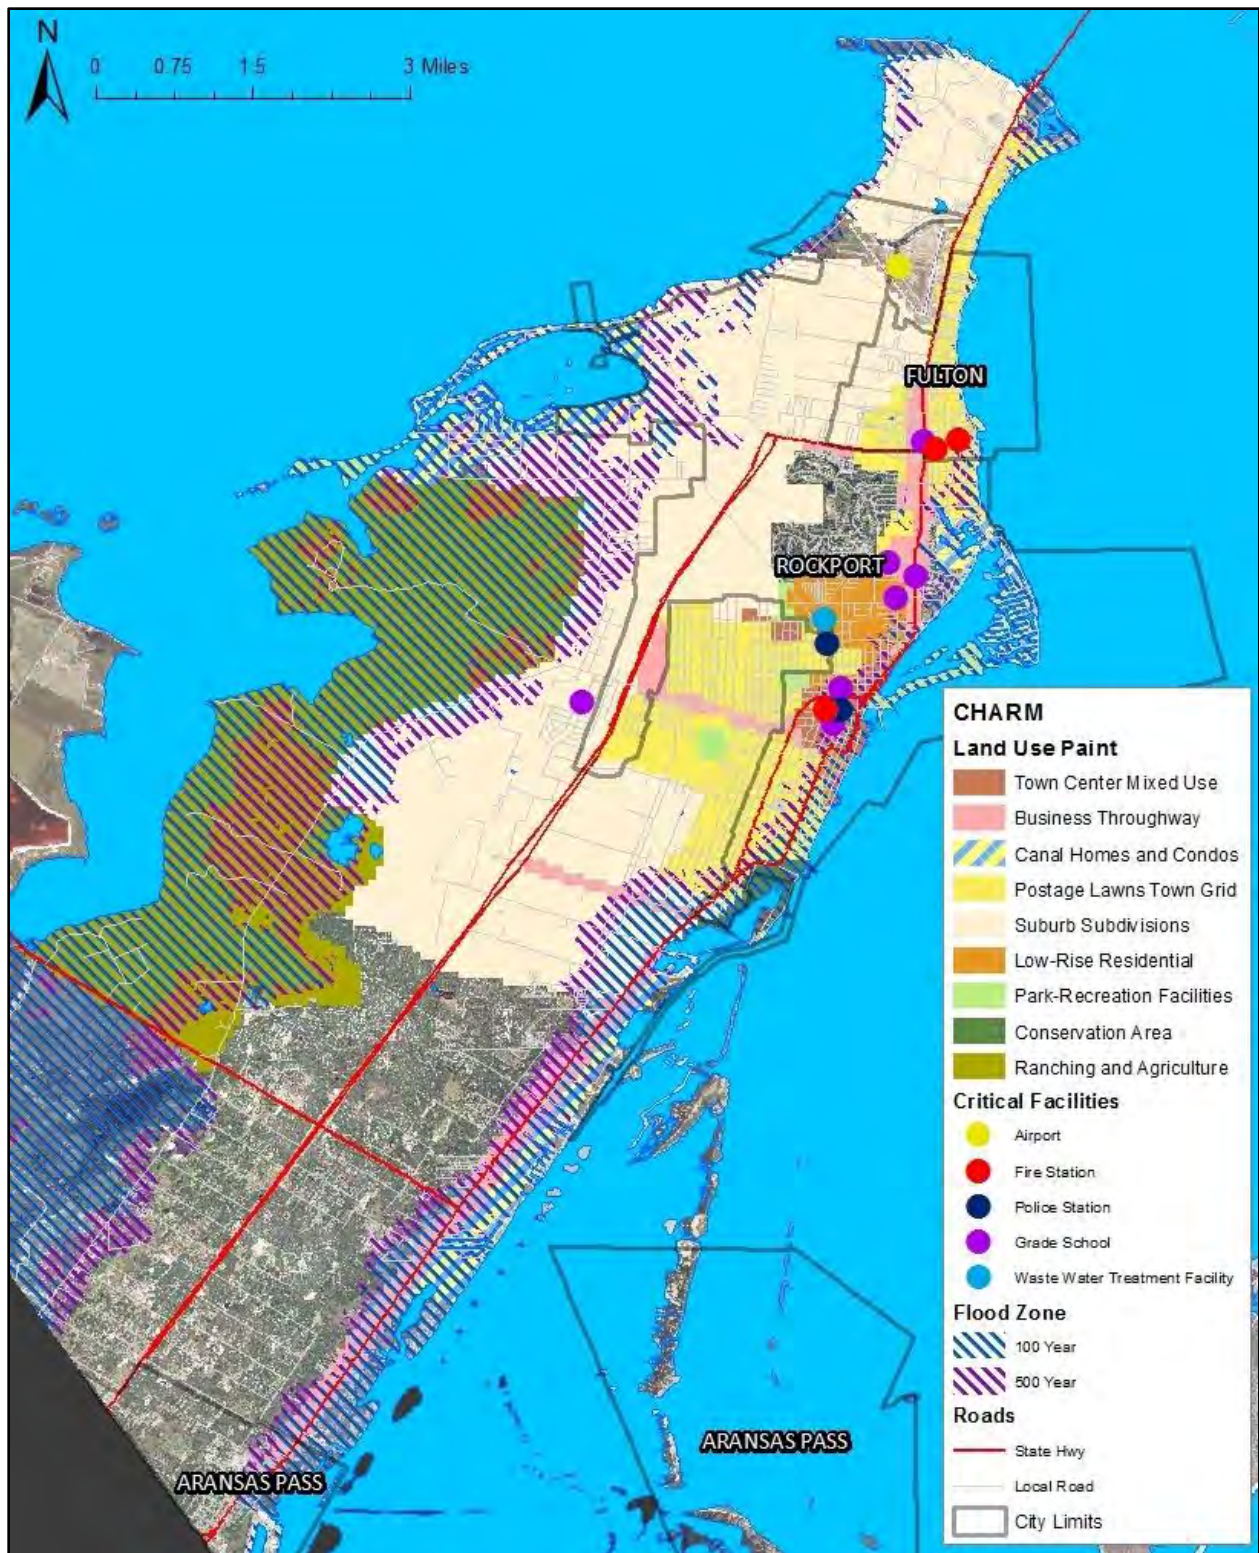 N
0 0.75 1.5 3 Miles
FULTON
ROCKPORT
CHARM
Land Use Paint
Town Center Mixed Use
Business Throughway
Canal Homes and Condos
Postage Lawns Town Grid
Suburb Subdivisions
Low-Rise Residential
Park-Recreation Facilities
Conservation Area
Ranching and Agriculture
Critical Facilities
Airport
Fire Station
Police Station
Grade School
Waste Water Treatment Facility
Flood Zone
100 Year
500 Year
Roads
State Hwy
Local Road
City Limits
ARANSAS PASS
ARANSAS PASS